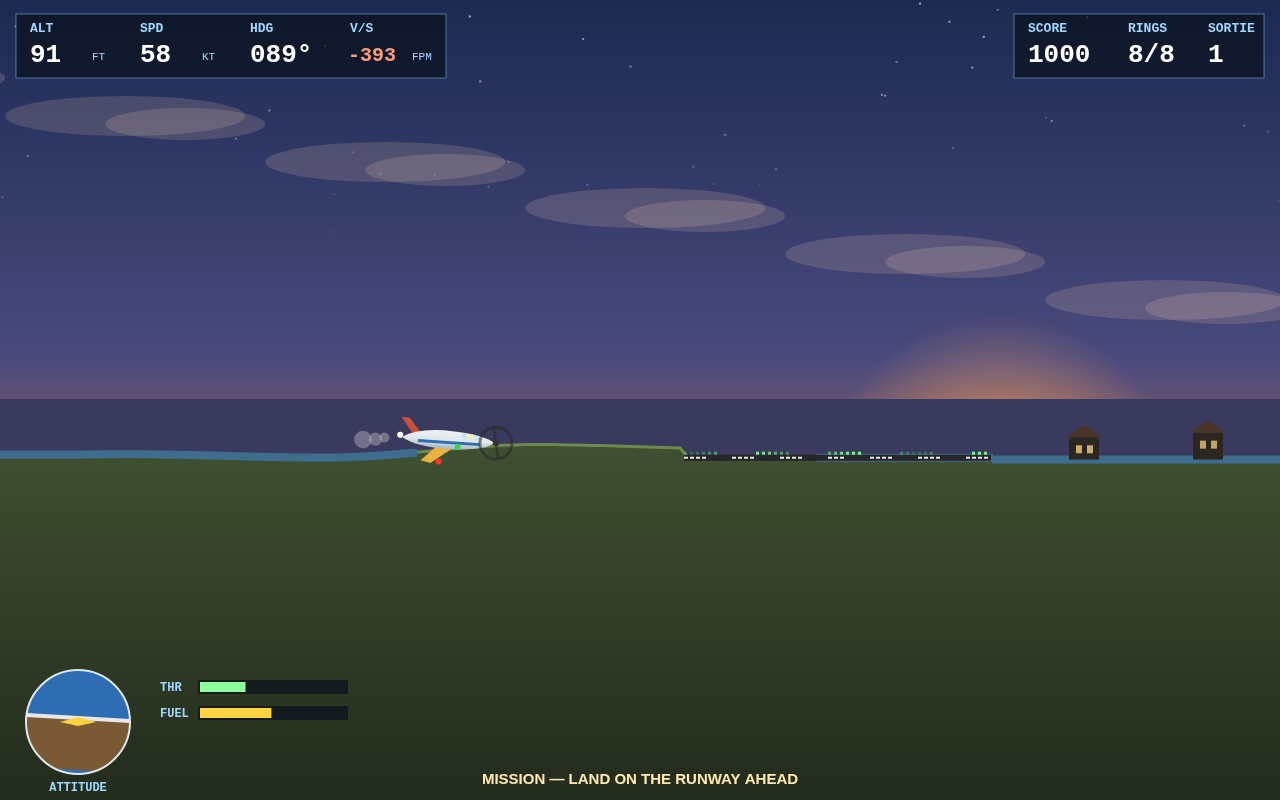 ALT SPD HDG V/S
91 FT 58 KT 089° -393 FPM
SCORE RINGS SORTIE
1000 8/8 1
THR
FUEL
ATTITUDE
MISSION — LAND ON THE RUNWAY AHEAD